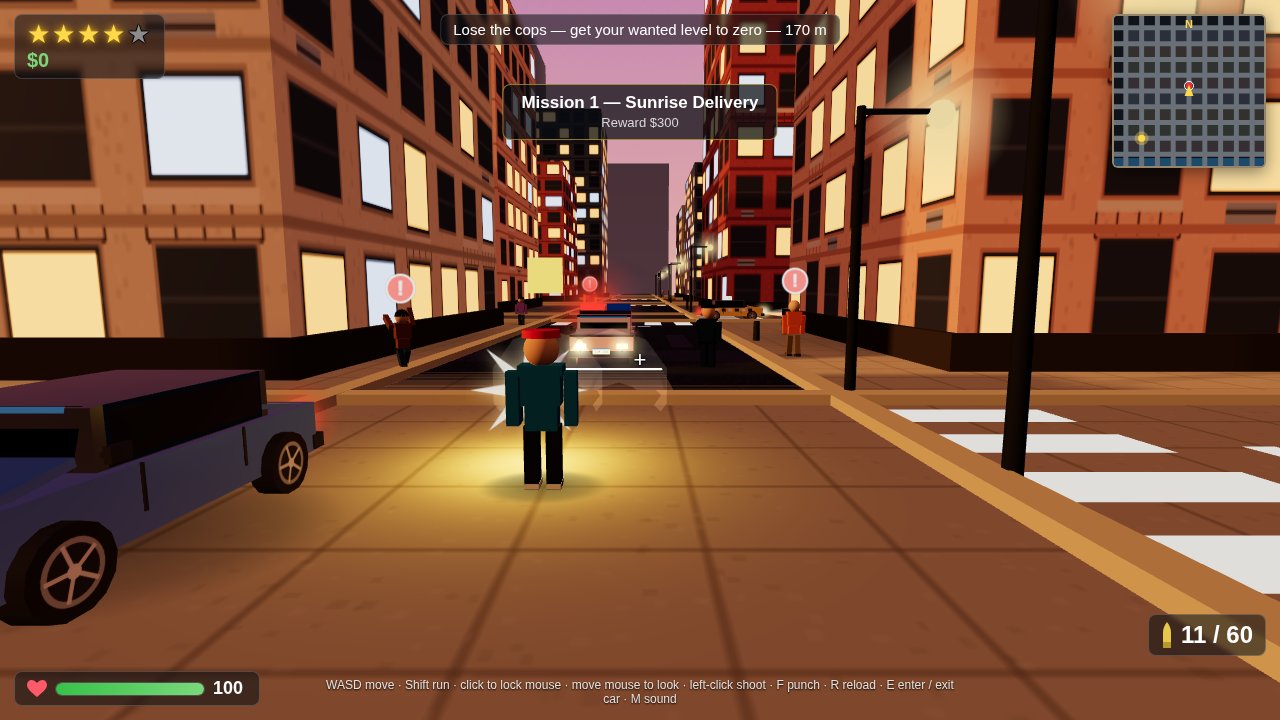 Lose the cops — get your wanted level to zero — 170 m
$0
N
Mission 1 — Sunrise Delivery
Reward $300
11 / 60
100
WASD move · Shift run · click to lock mouse · move mouse to look · left-click shoot · F punch · R reload · E enter / exit
car · M sound